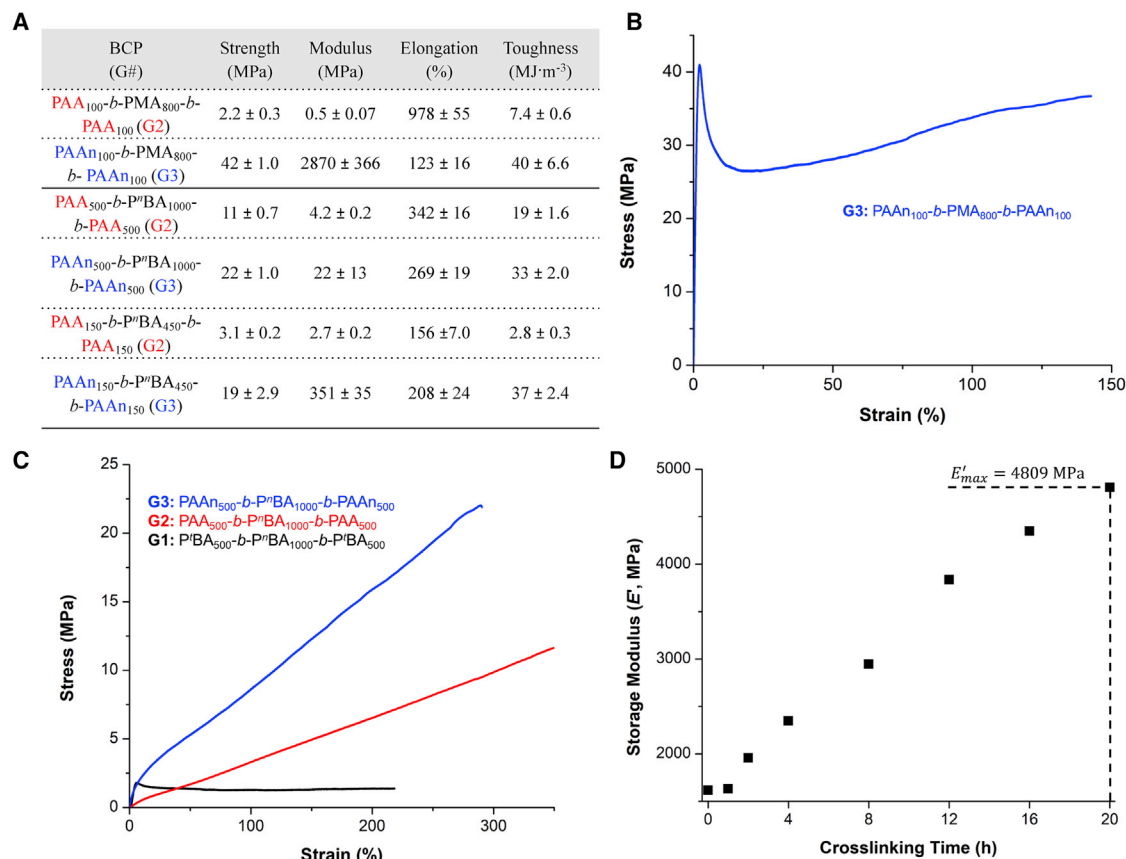 A
BCP Strength Modulus Elongation Toughness
(G#) (MPa) (MPa) (%) (MJ·m⁻³)
PAA₁₀₀-b-PMA₈₀₀-b-
PAA₁₀₀ (G2)
2.2 ± 0.3 0.5 ± 0.07 978 ± 55 7.4 ± 0.6
PAAn₁₀₀-b-PMA₈₀₀-
b- PAAn₁₀₀ (G3)
42 ± 1.0 2870 ± 366 123 ± 16 40 ± 6.6
PAA₅₀₀-b-PⁿBA₁₀₀₀-
b-PAA₅₀₀ (G2)
11 ± 0.7 4.2 ± 0.2 342 ± 16 19 ± 1.6
PAAn₅₀₀-b-PⁿBA₁₀₀₀-
b-PAAn₅₀₀ (G3)
22 ± 1.0 22 ± 13 269 ± 19 33 ± 2.0
PAA₁₅₀-b-PⁿBA₄₅₀-b-
PAA₁₅₀ (G2)
3.1 ± 0.2 2.7 ± 0.2 156 ±7.0 2.8 ± 0.3
PAAn₁₅₀-b-PⁿBA₄₅₀-
b-PAAn₁₅₀ (G3)
19 ± 2.9 351 ± 35 208 ± 24 37 ± 2.4
B
45
40
35
30
25
20
15
10
5
0
Stress (MPa)
G3: PAAn₁₀₀-b-PMA₈₀₀-b-PAAn₁₀₀
0 50 100 150
Strain (%)
C
25
20
15
10
5
0
Stress (MPa)
G3: PAAn₅₀₀-b-PⁿBA₁₀₀₀-b-PAAn₅₀₀
G2: PAA₅₀₀-b-PⁿBA₁₀₀₀-b-PAA₅₀₀
G1: PᵗBA₅₀₀-b-PⁿBA₁₀₀₀-b-PᵗBA₅₀₀
0 100 200 300
Strain (%)
D
5000
4000
3000
2000
Storage Modulus (E', MPa)
E'max = 4809 MPa
0 4 8 12 16 20
Crosslinking Time (h)